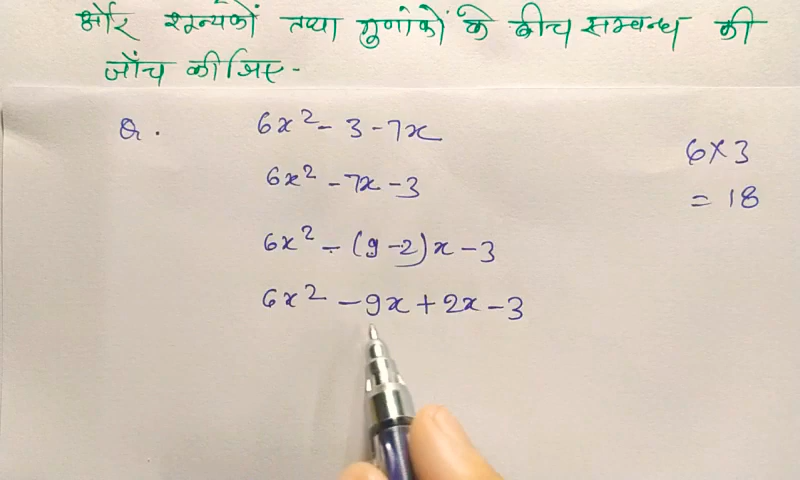 और शून्यकों तथा गुणांकों के बीच सम्बन्ध की
जाँच कीजिए -
Q. 6x² - 3 - 7x
6x² - 7x - 3
6x² - (9-2)x - 3
6x² - 9x + 2x - 3
6×3
= 18